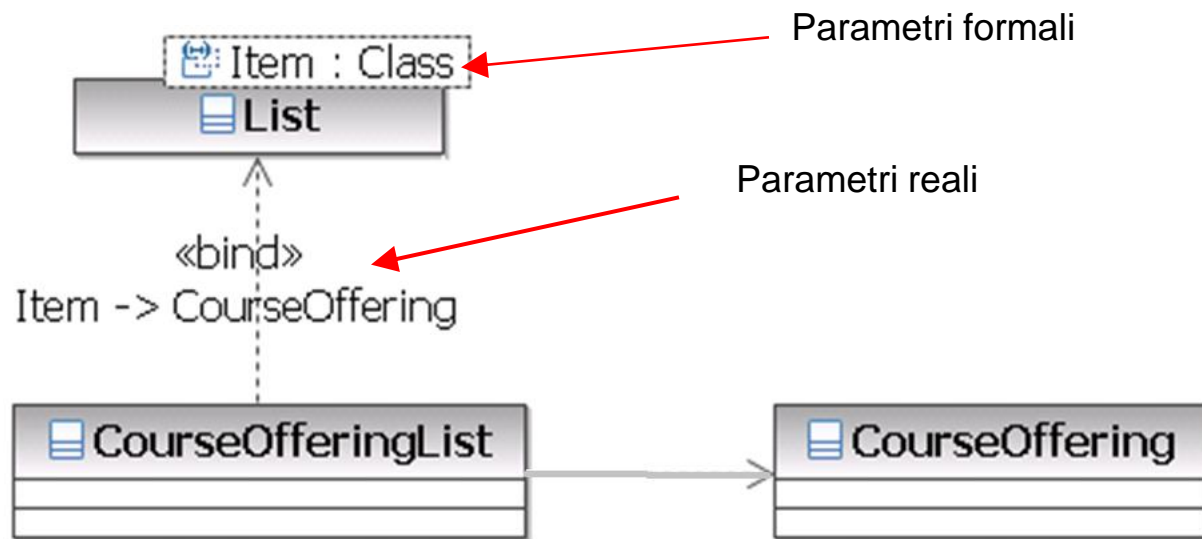 Parametri formali
Item : Class
List
Parametri reali
«bind»
Item -> CourseOffering
CourseOfferingList
CourseOffering